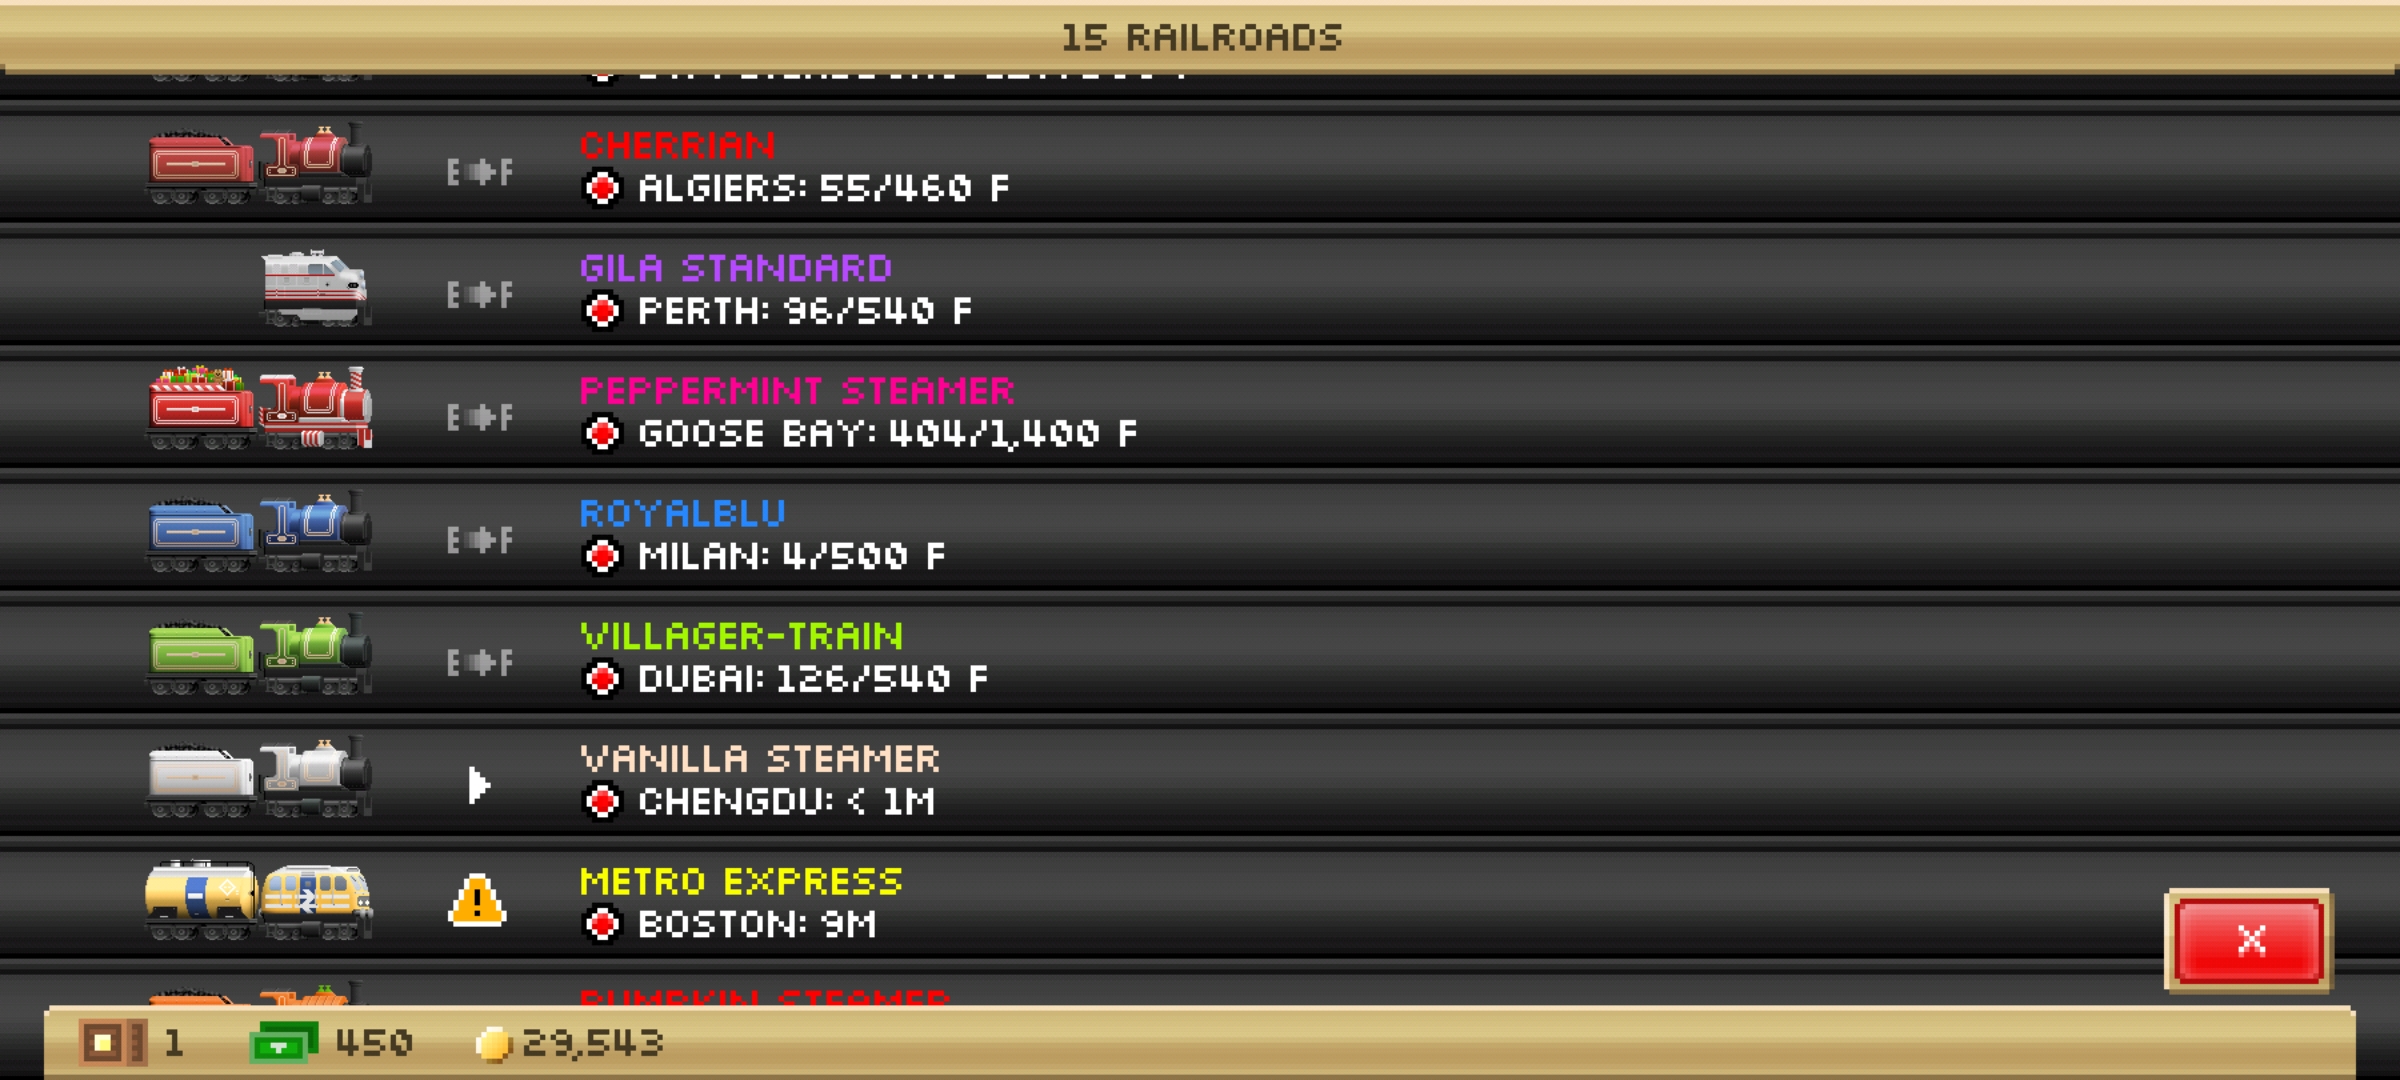 15 RAILROADS
CHERRIAN
E F
ALGIERS: 55/460 F
GILA STANDARD
E F
PERTH: 96/540 F
PEPPERMINT STEAMER
E F
GOOSE BAY: 404/1,400 F
ROYALBLU
E F
MILAN: 4/500 F
VILLAGER-TRAIN
E F
DUBAI: 126/540 F
VANILLA STEAMER
CHENGDU: < 1M
METRO EXPRESS
!
BOSTON: 9M
PUMPKIN STEAMER
1 450 29,543